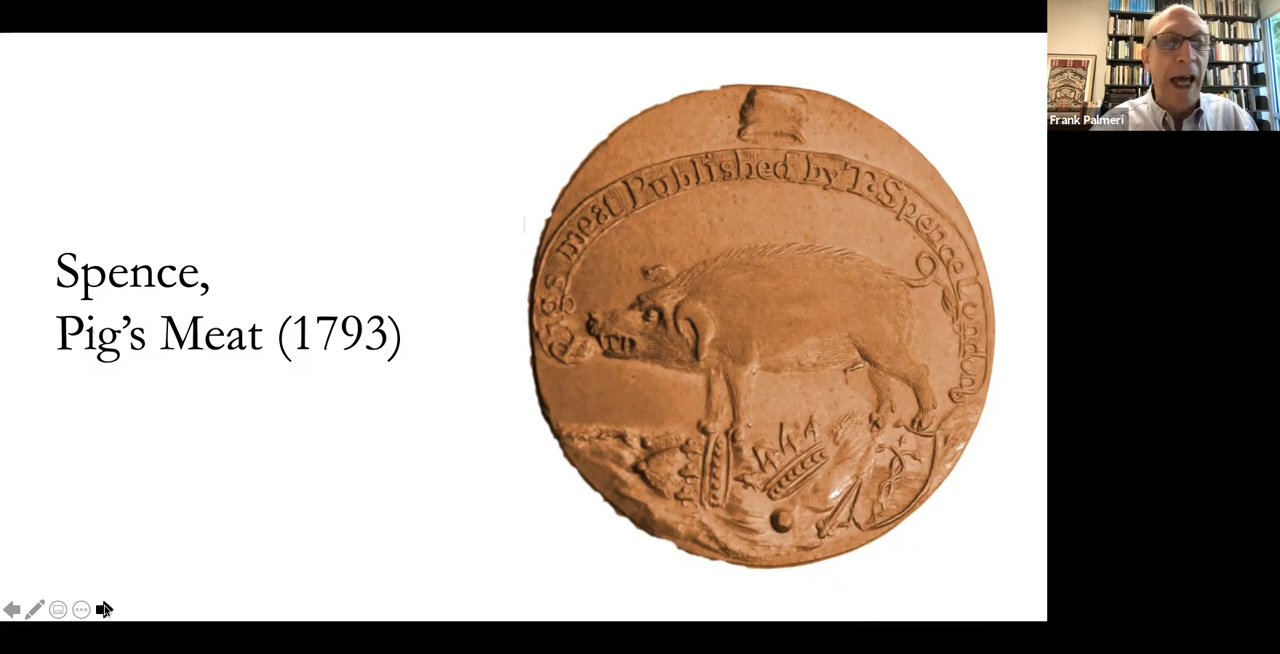 Spence,
Pig's Meat (1793)
Pigs meat Published by T: Spence London
Frank Palmeri